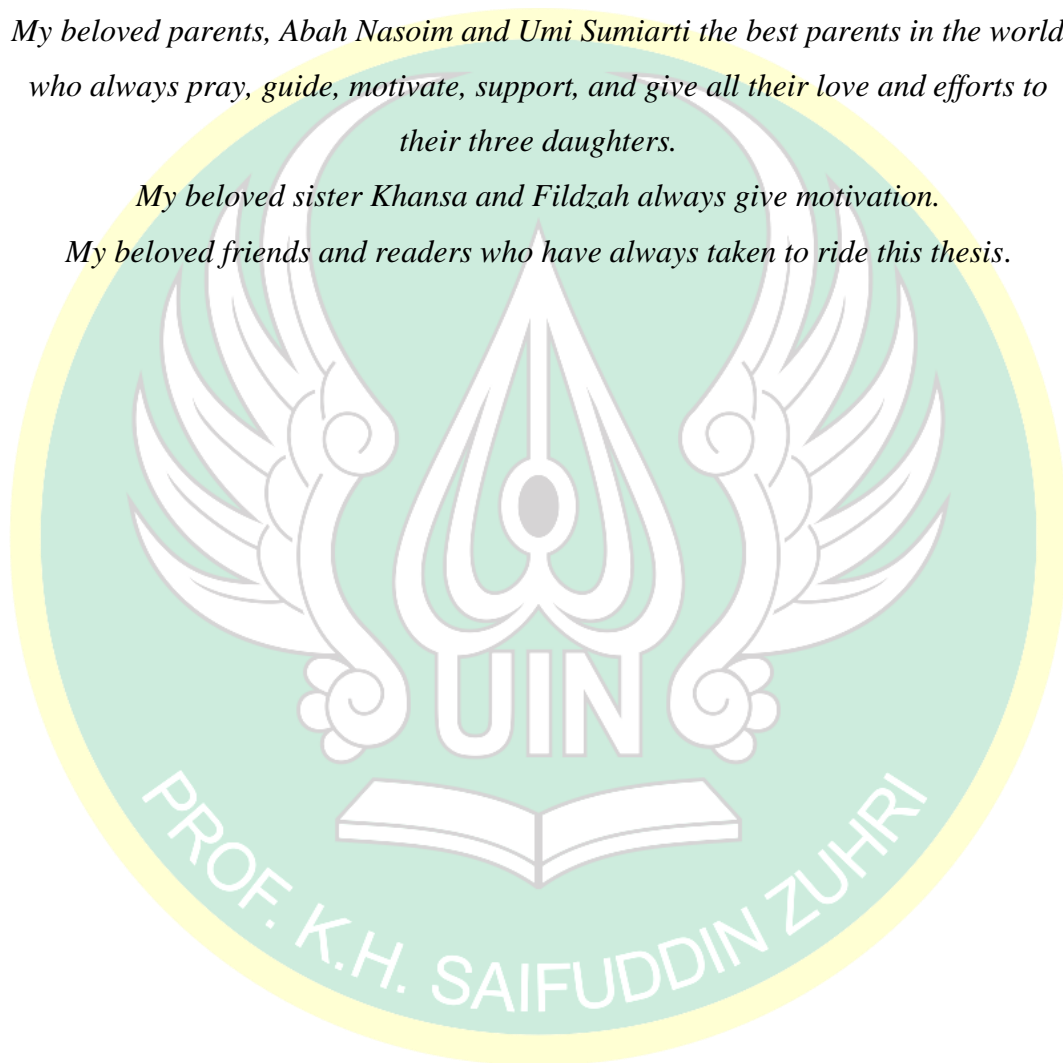 My beloved parents, Abah Nasoim and Umi Sumiarti the best parents in the world
who always pray, guide, motivate, support, and give all their love and efforts to
their three daughters.
My beloved sister Khansa and Fildzah always give motivation.
My beloved friends and readers who have always taken to ride this thesis.
UIN
PROF. K.H. SAIFUDDIN ZUHRI